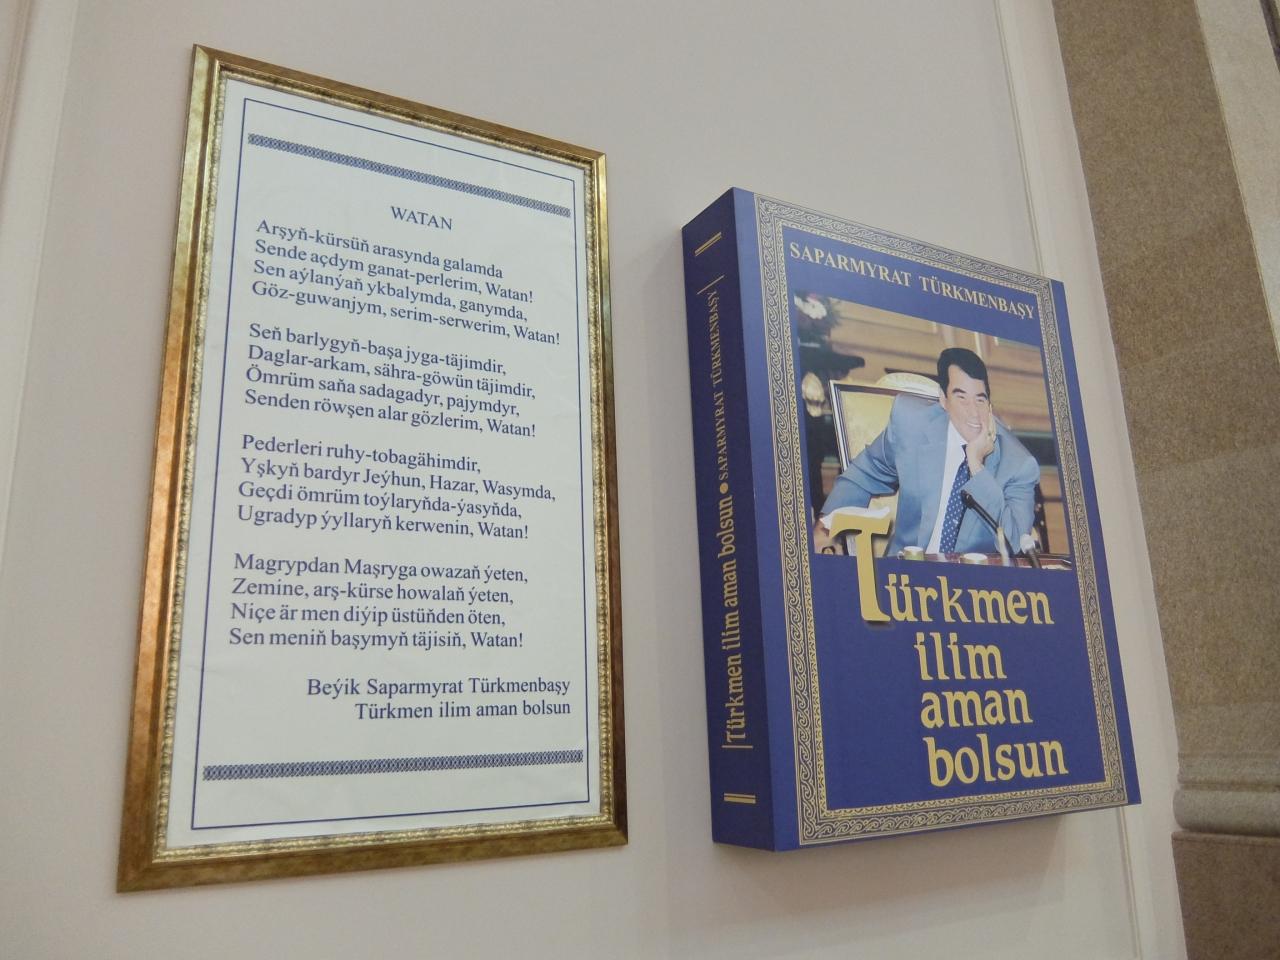 WATAN
Arşyň-kürsüň arasynda galamda
Sende açdym ganat-perlerim, Watan!
Sen aýlanýaň ykbalymda, ganymda,
Göz-guwanjym, serim-serwerim, Watan!
Seň barlygyň-başa jyga-täjimdir,
Daglar-arkam, sähra-göwün täjimdir,
Ömrüm saňa sadagadyr, pajymdyr,
Senden röwşen alar gözlerim, Watan!
Pederleri ruhy-tobagähimdir,
Yşkyň bardyr Jeýhun, Hazar, Wasymda,
Geçdi ömrüm toýlaryňda-ýasyňda,
Ugradyp ýyllaryň kerwenin, Watan!
Magrypdan Maşryga owazaň ýeten,
Zemine, arş-kürse howalaň ýeten,
Niçe är men diýip üstüňden öten,
Sen meniň başymyň täjisiň, Watan!
Beýik Saparmyrat Türkmenbaşy
Türkmen ilim aman bolsun
Türkmen ilim aman bolsun • SAPARMYRAT TÜRKMENBAŞY
SAPARMYRAT TÜRKMENBAŞY
Türkmen
ilim
aman
bolsun